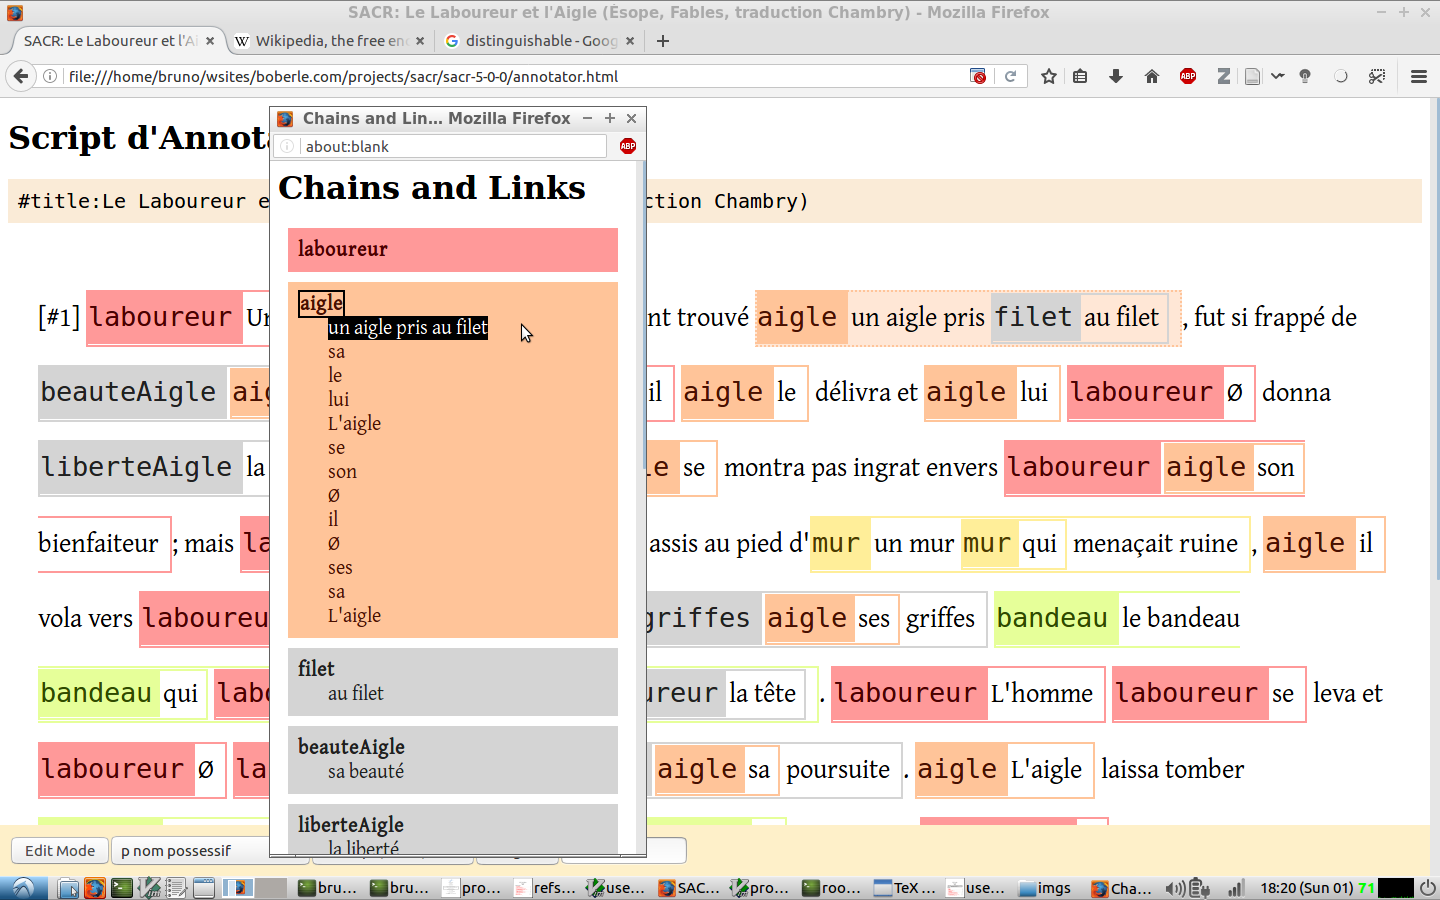 SACR: Le Laboureur et l'Aigle (Ésope, Fables, traduction Chambry) - Mozilla Firefox
SACR: Le Laboureur et l'Ai
Wikipedia, the free en
distinguishable - Goog
file:///home/bruno/wsites/boberle.com/projects/sacr/sacr-5-0-0/annotator.html
ABP
Chains and Lin... Mozilla Firefox
about:blank
ABP
Script d'Annot
#title:Le Laboureur e
ction Chambry)
Chains and Links
laboureur
aigle
un aigle pris au filet
sa
le
lui
L'aigle
se
son
Ø
il
Ø
ses
sa
L'aigle
filet
au filet
beauteAigle
sa beauté
liberteAigle
la liberté
[#1] laboureur Ur
nt trouvé aigle un aigle pris filet au filet , fut si frappé de
beauteAigle aig
il aigle le délivra et aigle lui laboureur Ø donna
liberteAigle la
le se montra pas ingrat envers laboureur aigle son
bienfaiteur ; mais la
assis au pied d' mur un mur mur qui menaçait ruine , aigle il
vola vers laboureu
griffes aigle ses griffes bandeau le bandeau
bandeau qui labo
ureur la tête . laboureur L'homme laboureur se leva et
laboureur Ø la
aigle sa poursuite . aigle L'aigle laissa tomber
Edit Mode
p nom possessif
bru...
bru...
pro...
refs...
use...
SAC...
pro...
roo...
TeX ...
use...
imgs
Cha...
18:20 (Sun 01) 71